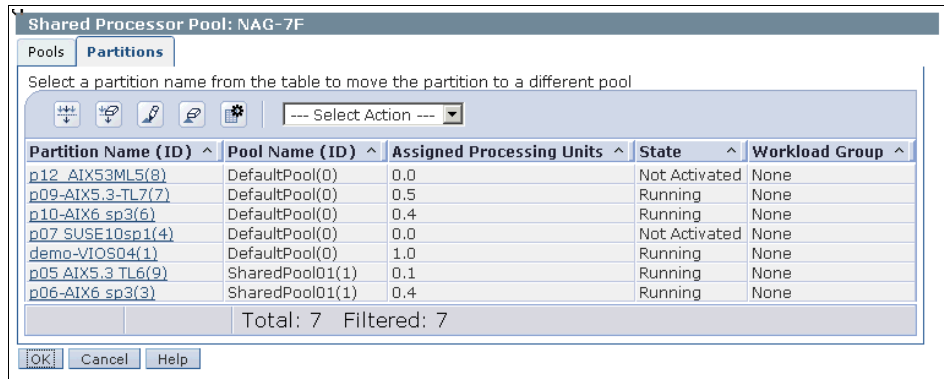 Shared Processor Pool: NAG-7F
Pools Partitions
Select a partition name from the table to move the partition to a different pool
--- Select Action ---
Partition Name (ID) ^ Pool Name (ID) ^ Assigned Processing Units ^ State ^ Workload Group ^
p12_AIX53ML5(8) DefaultPool(0) 0.0 Not Activated None
p09-AIX5.3-TL7(7) DefaultPool(0) 0.5 Running None
p10-AIX6 sp3(6) DefaultPool(0) 0.4 Running None
p07 SUSE10sp1(4) DefaultPool(0) 0.0 Not Activated None
demo-VIOS04(1) DefaultPool(0) 1.0 Running None
p05 AIX5.3 TL6(9) SharedPool01(1) 0.1 Running None
p06-AIX6 sp3(3) SharedPool01(1) 0.4 Running None
Total: 7 Filtered: 7
OK Cancel Help